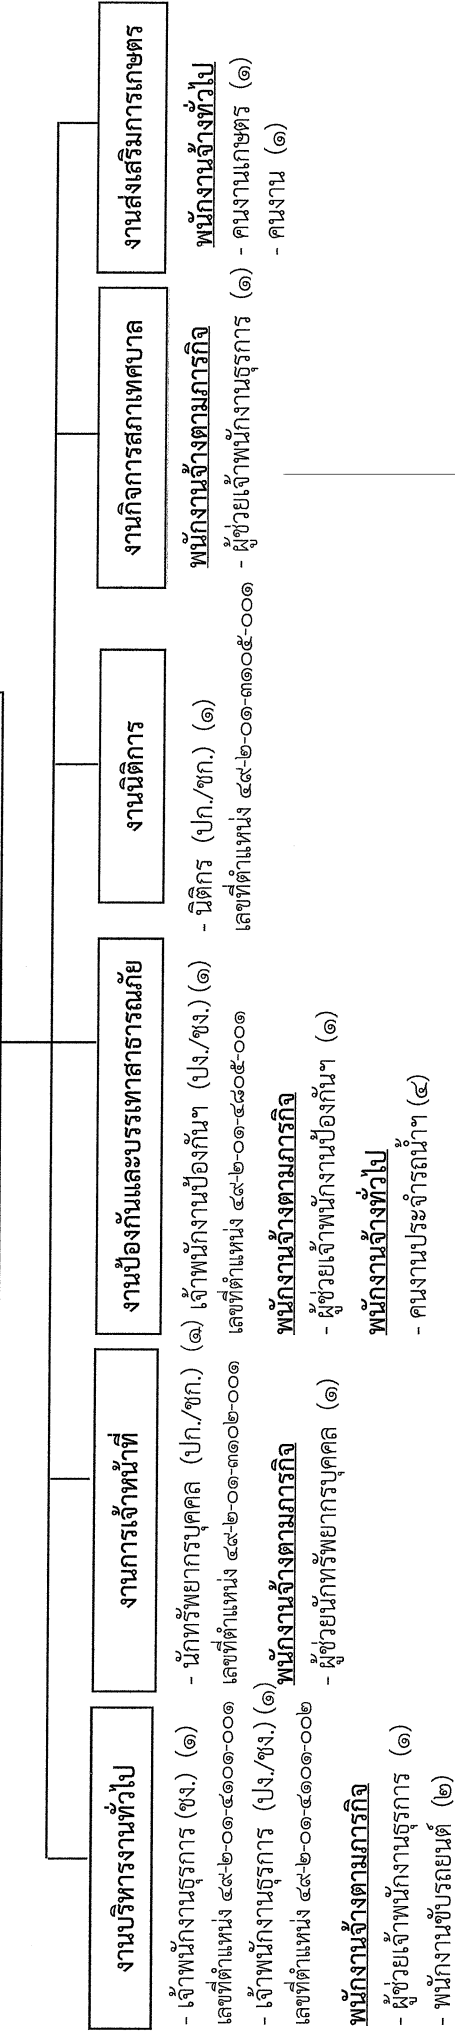 งานบริหารงานทั่วไป
- เจ้าพนักงานธุรการ (ชง.) (๑)
เลขที่ตำแหน่ง ๔๙-๒-๐๑-๔๑๐๑-๐๐๑
- เจ้าพนักงานธุรการ (ปง./ชง.) (๑)
เลขที่ตำแหน่ง ๔๙-๒-๐๑-๔๑๐๑-๐๐๒
พนักงานจ้างตามภารกิจ
- ผู้ช่วยเจ้าพนักงานธุรการ (๑)
- พนักงานขับรถยนต์ (๒)
งานการเจ้าหน้าที่
- นักทรัพยากรบุคคล (ปก./ชก.) (๑)
เลขที่ตำแหน่ง ๔๙-๒-๐๑-๓๑๐๒-๐๐๑
พนักงานจ้างตามภารกิจ
- ผู้ช่วยนักทรัพยากรบุคคล (๑)
งานป้องกันและบรรเทาสาธารณภัย
เจ้าพนักงานป้องกันฯ (ปง./ชง.) (๑)
เลขที่ตำแหน่ง ๔๙-๒-๐๑-๔๘๐๕-๐๐๑
พนักงานจ้างตามภารกิจ
- ผู้ช่วยเจ้าพนักงานป้องกันฯ (๑)
พนักงานจ้างทั่วไป
- คนงานประจำรถน้ำฯ (๔)
งานนิติการ
- นิติกร (ปก./ชก.) (๑)
เลขที่ตำแหน่ง ๔๙-๒-๐๑-๓๑๐๕-๐๐๑
งานกิจการสภาเทศบาล
พนักงานจ้างตามภารกิจ
- ผู้ช่วยเจ้าพนักงานธุรการ (๑)
งานส่งเสริมการเกษตร
พนักงานจ้างทั่วไป
- คนงานเกษตร (๑)
- คนงาน (๑)